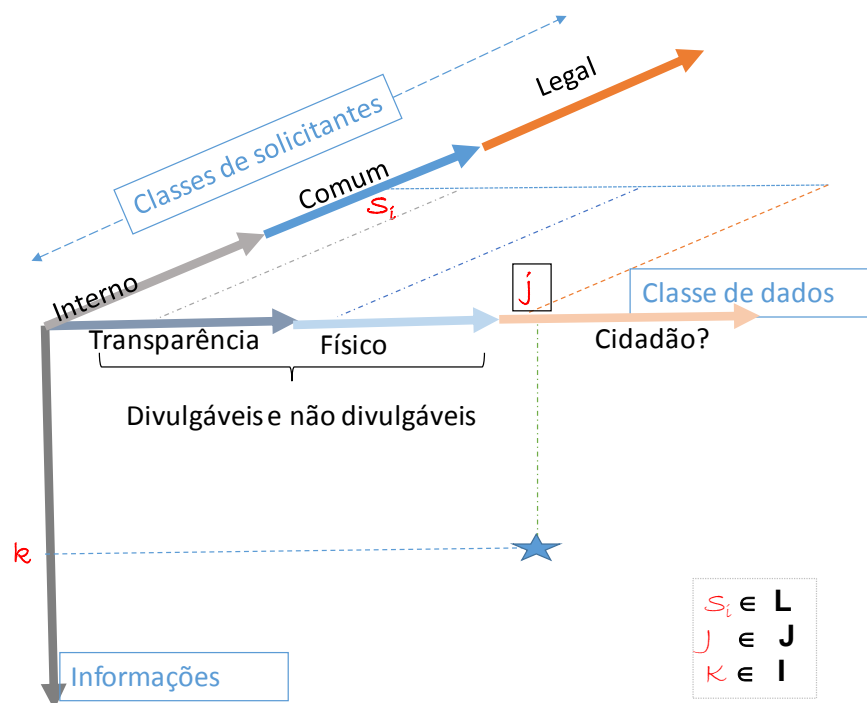 Legal
Classes de solicitantes
Comum
Sᵢ
Interno
j
Classe de dados
Transparência
Físico
Cidadão?
Divulgáveis e não divulgáveis
k
Sᵢ ∈ L
J ∈ J
K ∈ I
Informações